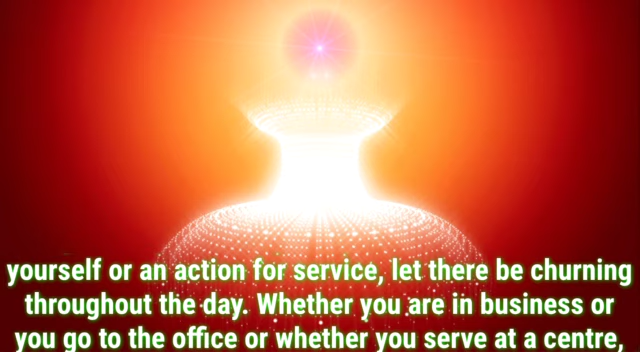 yourself or an action for service, let there be churning
throughout the day. Whether you are in business or
you go to the office or whether you serve at a centre,